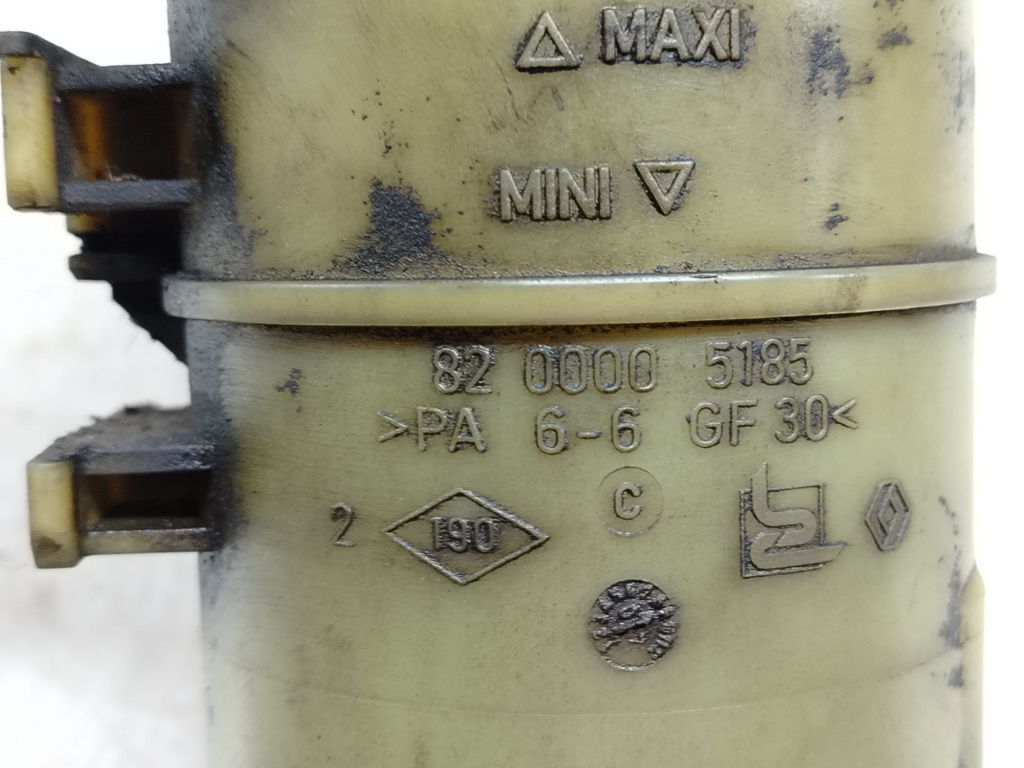 MAXI
MINI
82 0000 5185
>PA 6-6 GF 30<
2 190 C